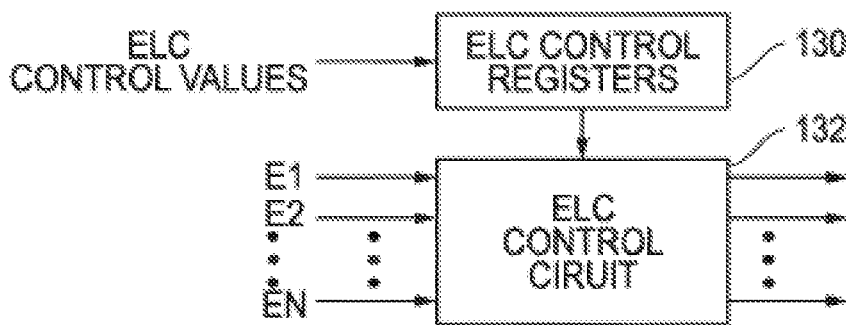 ELC
CONTROL VALUES
ELC CONTROL
REGISTERS
130
132
E1
E2
EN
ELC
CONTROL
CIRUIT